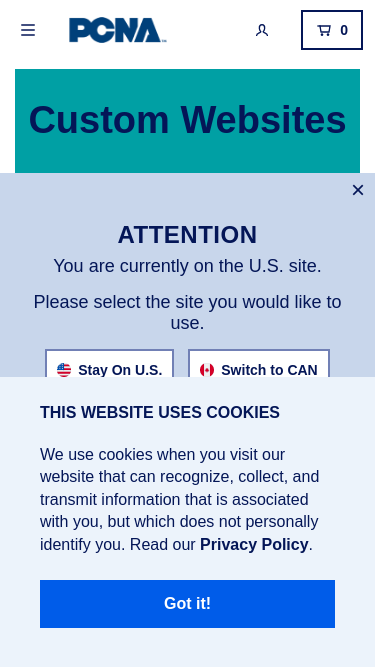 PCNA
0
Custom Websites
×
ATTENTION
You are currently on the U.S. site.
Please select the site you would like to
use.
Stay On U.S.
Switch to CAN
THIS WEBSITE USES COOKIES
We use cookies when you visit our
website that can recognize, collect, and
transmit information that is associated
with you, but which does not personally
identify you. Read our Privacy Policy.
Got it!